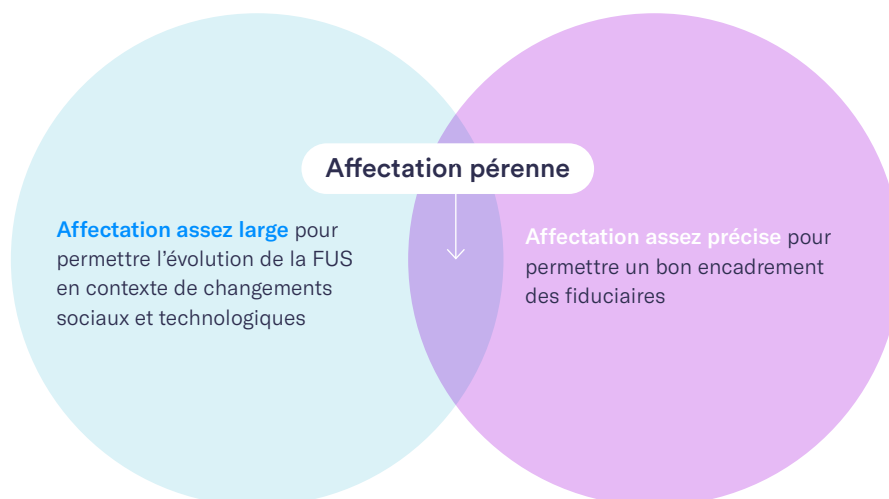 Affectation pérenne
Affectation assez large pour
permettre l'évolution de la FUS
en contexte de changements
sociaux et technologiques
Affectation assez précise pour
permettre un bon encadrement
des fiduciaires